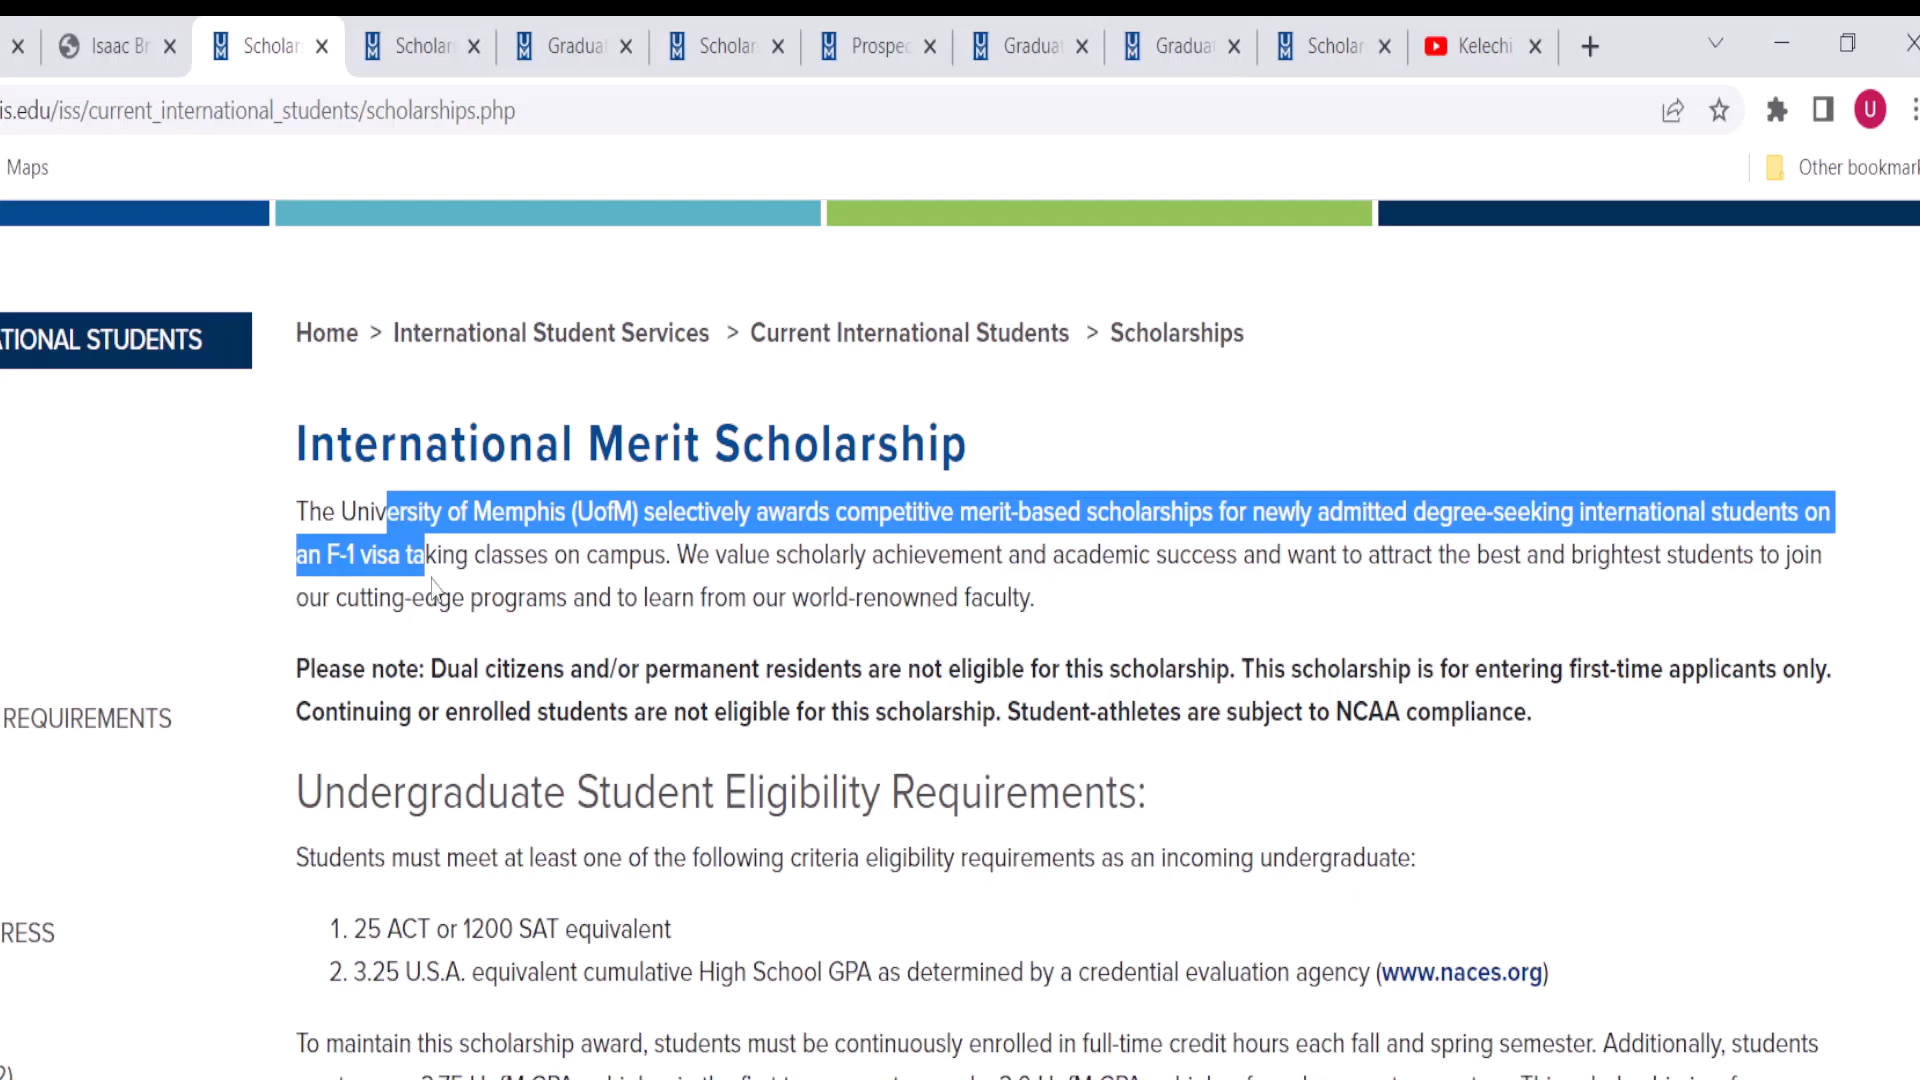 Isaac Br
Scholar
Scholar
Gradua
Scholar
Prospec
Gradua
Gradua
Scholar
Kelechi
is.edu/iss/current_international_students/scholarships.php
U
Maps
Other bookmark
ATIONAL STUDENTS
Home > International Student Services > Current International Students > Scholarships
International Merit Scholarship
The University of Memphis (UofM) selectively awards competitive merit-based scholarships for newly admitted degree-seeking international students on
an F-1 visa taking classes on campus. We value scholarly achievement and academic success and want to attract the best and brightest students to join
our cutting-edge programs and to learn from our world-renowned faculty.
Please note: Dual citizens and/or permanent residents are not eligible for this scholarship. This scholarship is for entering first-time applicants only.
Continuing or enrolled students are not eligible for this scholarship. Student-athletes are subject to NCAA compliance.
REQUIREMENTS
Undergraduate Student Eligibility Requirements:
Students must meet at least one of the following criteria eligibility requirements as an incoming undergraduate:
1. 25 ACT or 1200 SAT equivalent
RESS
2. 3.25 U.S.A. equivalent cumulative High School GPA as determined by a credential evaluation agency (www.naces.org)
To maintain this scholarship award, students must be continuously enrolled in full-time credit hours each fall and spring semester. Additionally, students
2)